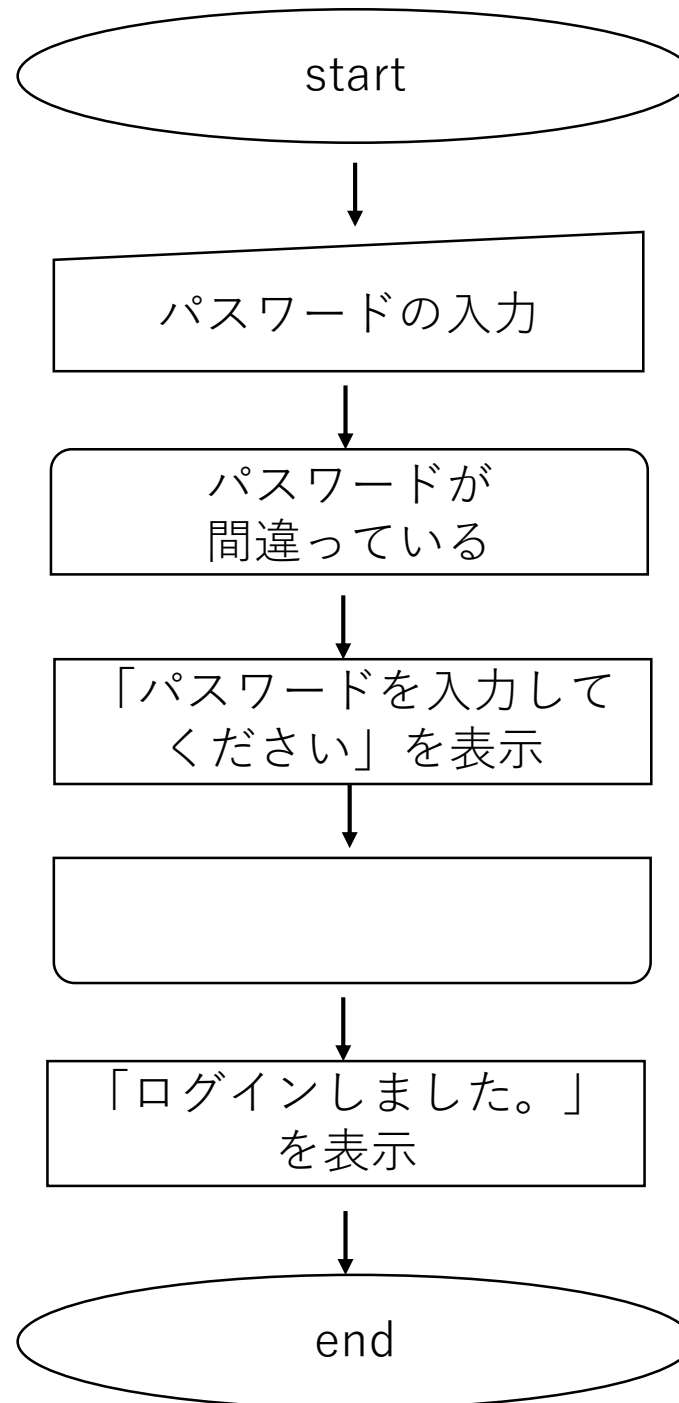 start
パスワードの入力
パスワードが
間違っている
「パスワードを入力して
ください」を表示
「ログインしました。」
を表示
end